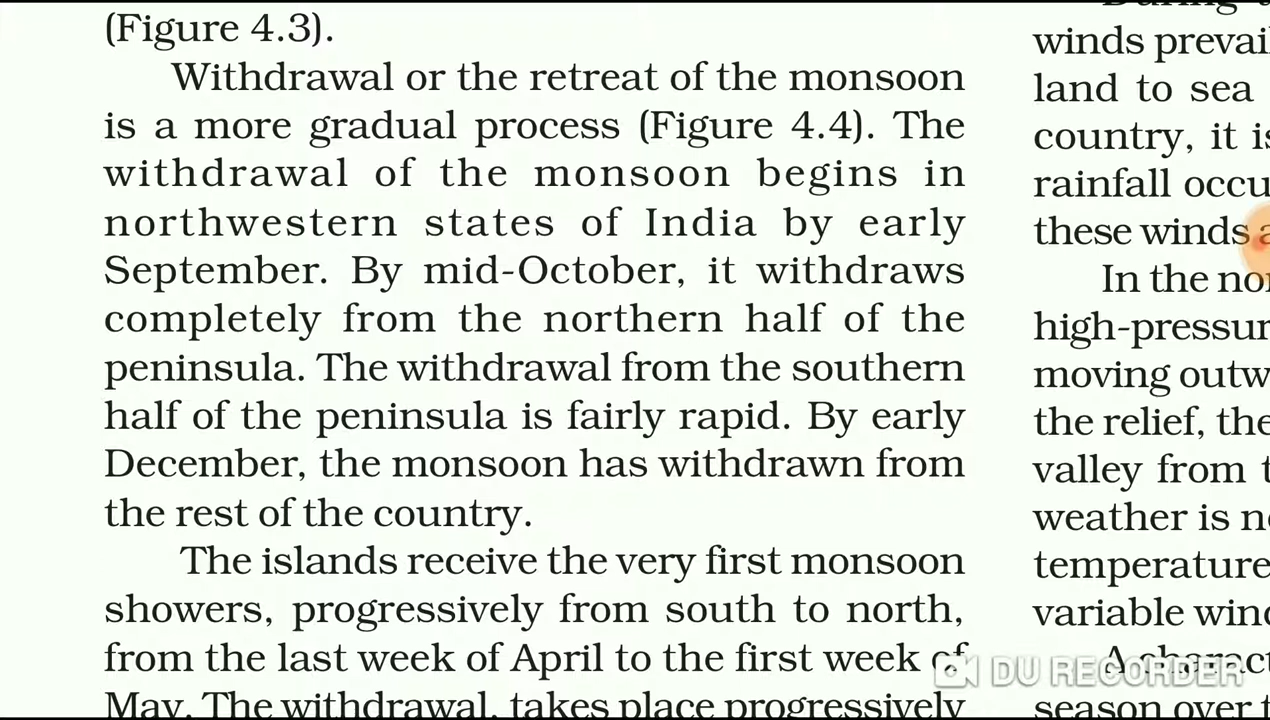 (Figure 4.3).
Withdrawal or the retreat of the monsoon
is a more gradual process (Figure 4.4). The
withdrawal of the monsoon begins in
northwestern states of India by early
September. By mid-October, it withdraws
completely from the northern half of the
peninsula. The withdrawal from the southern
half of the peninsula is fairly rapid. By early
December, the monsoon has withdrawn from
the rest of the country.
The islands receive the very first monsoon
showers, progressively from south to north,
from the last week of April to the first week of
May. The withdrawal, takes place progressively
During
winds prevail
land to sea
country, it is
rainfall
these winds
In the
high-pressure
moving
the relief, the
valley from
weather is
temperature
variable
A
season over
DU RECORDER